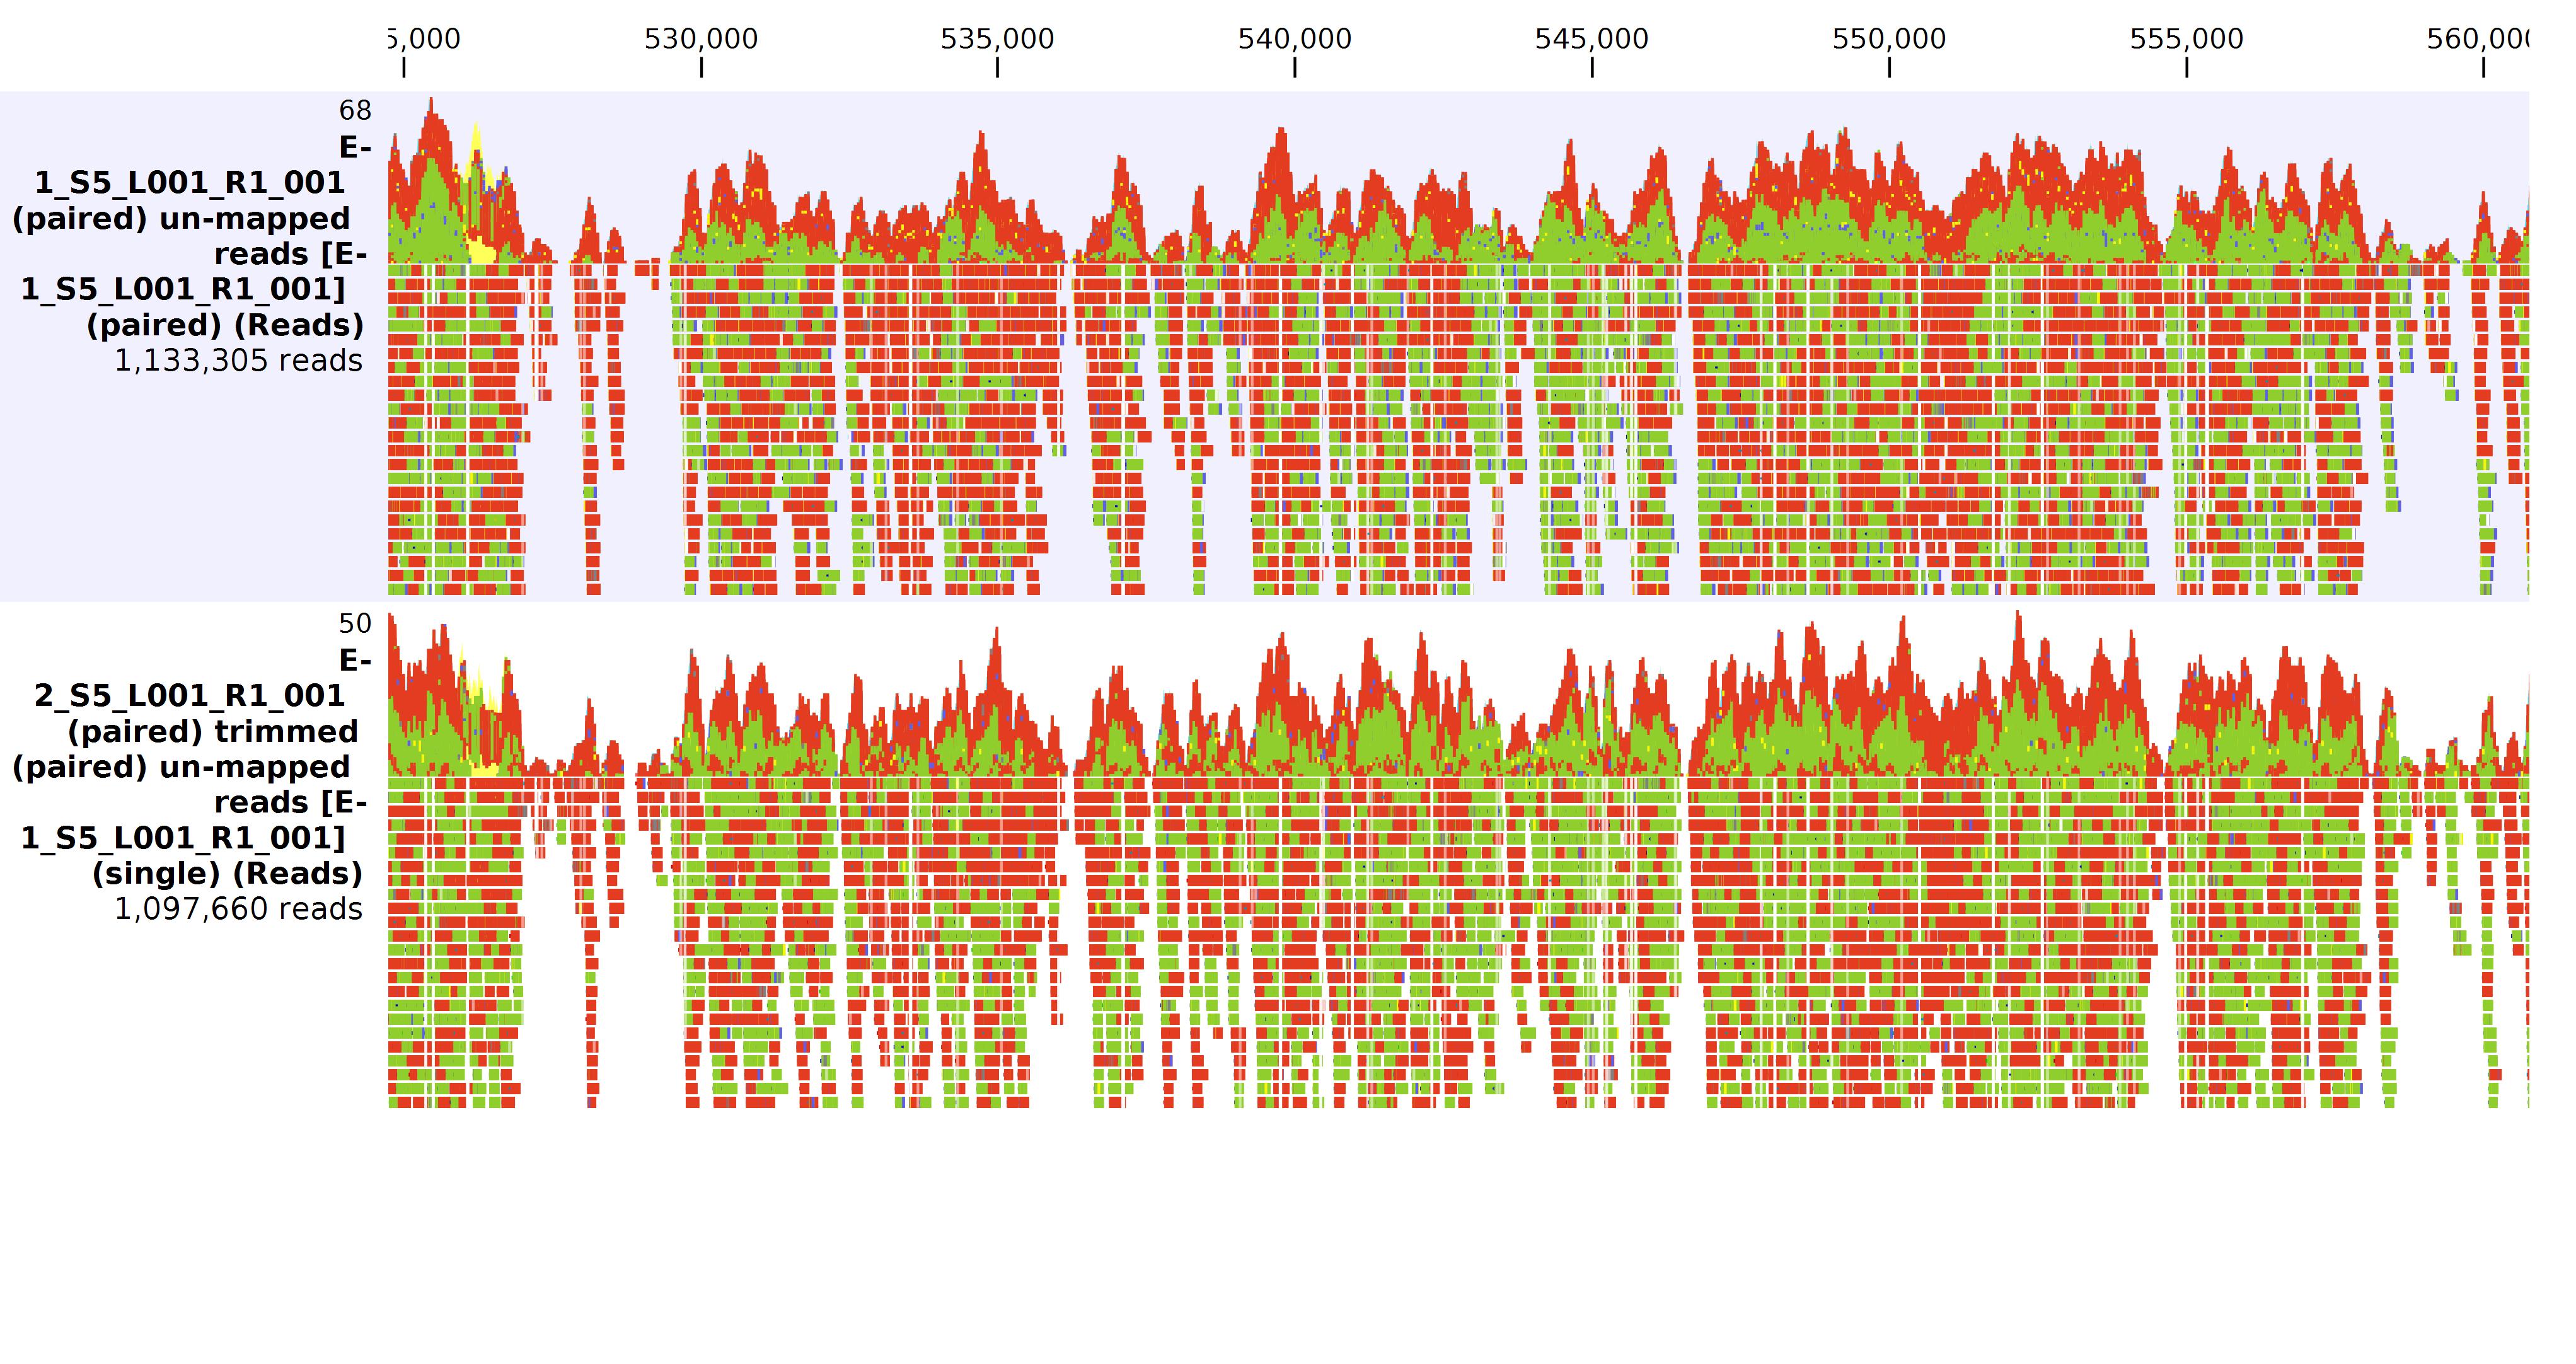 5,000 530,000 535,000 540,000 545,000 550,000 555,000 560,000
68
E-
1_S5_L001_R1_001
(paired) un-mapped
reads [E-
1_S5_L001_R1_001]
(paired) (Reads)
1,133,305 reads
50
E-
2_S5_L001_R1_001
(paired) trimmed
(paired) un-mapped
reads [E-
1_S5_L001_R1_001]
(single) (Reads)
1,097,660 reads